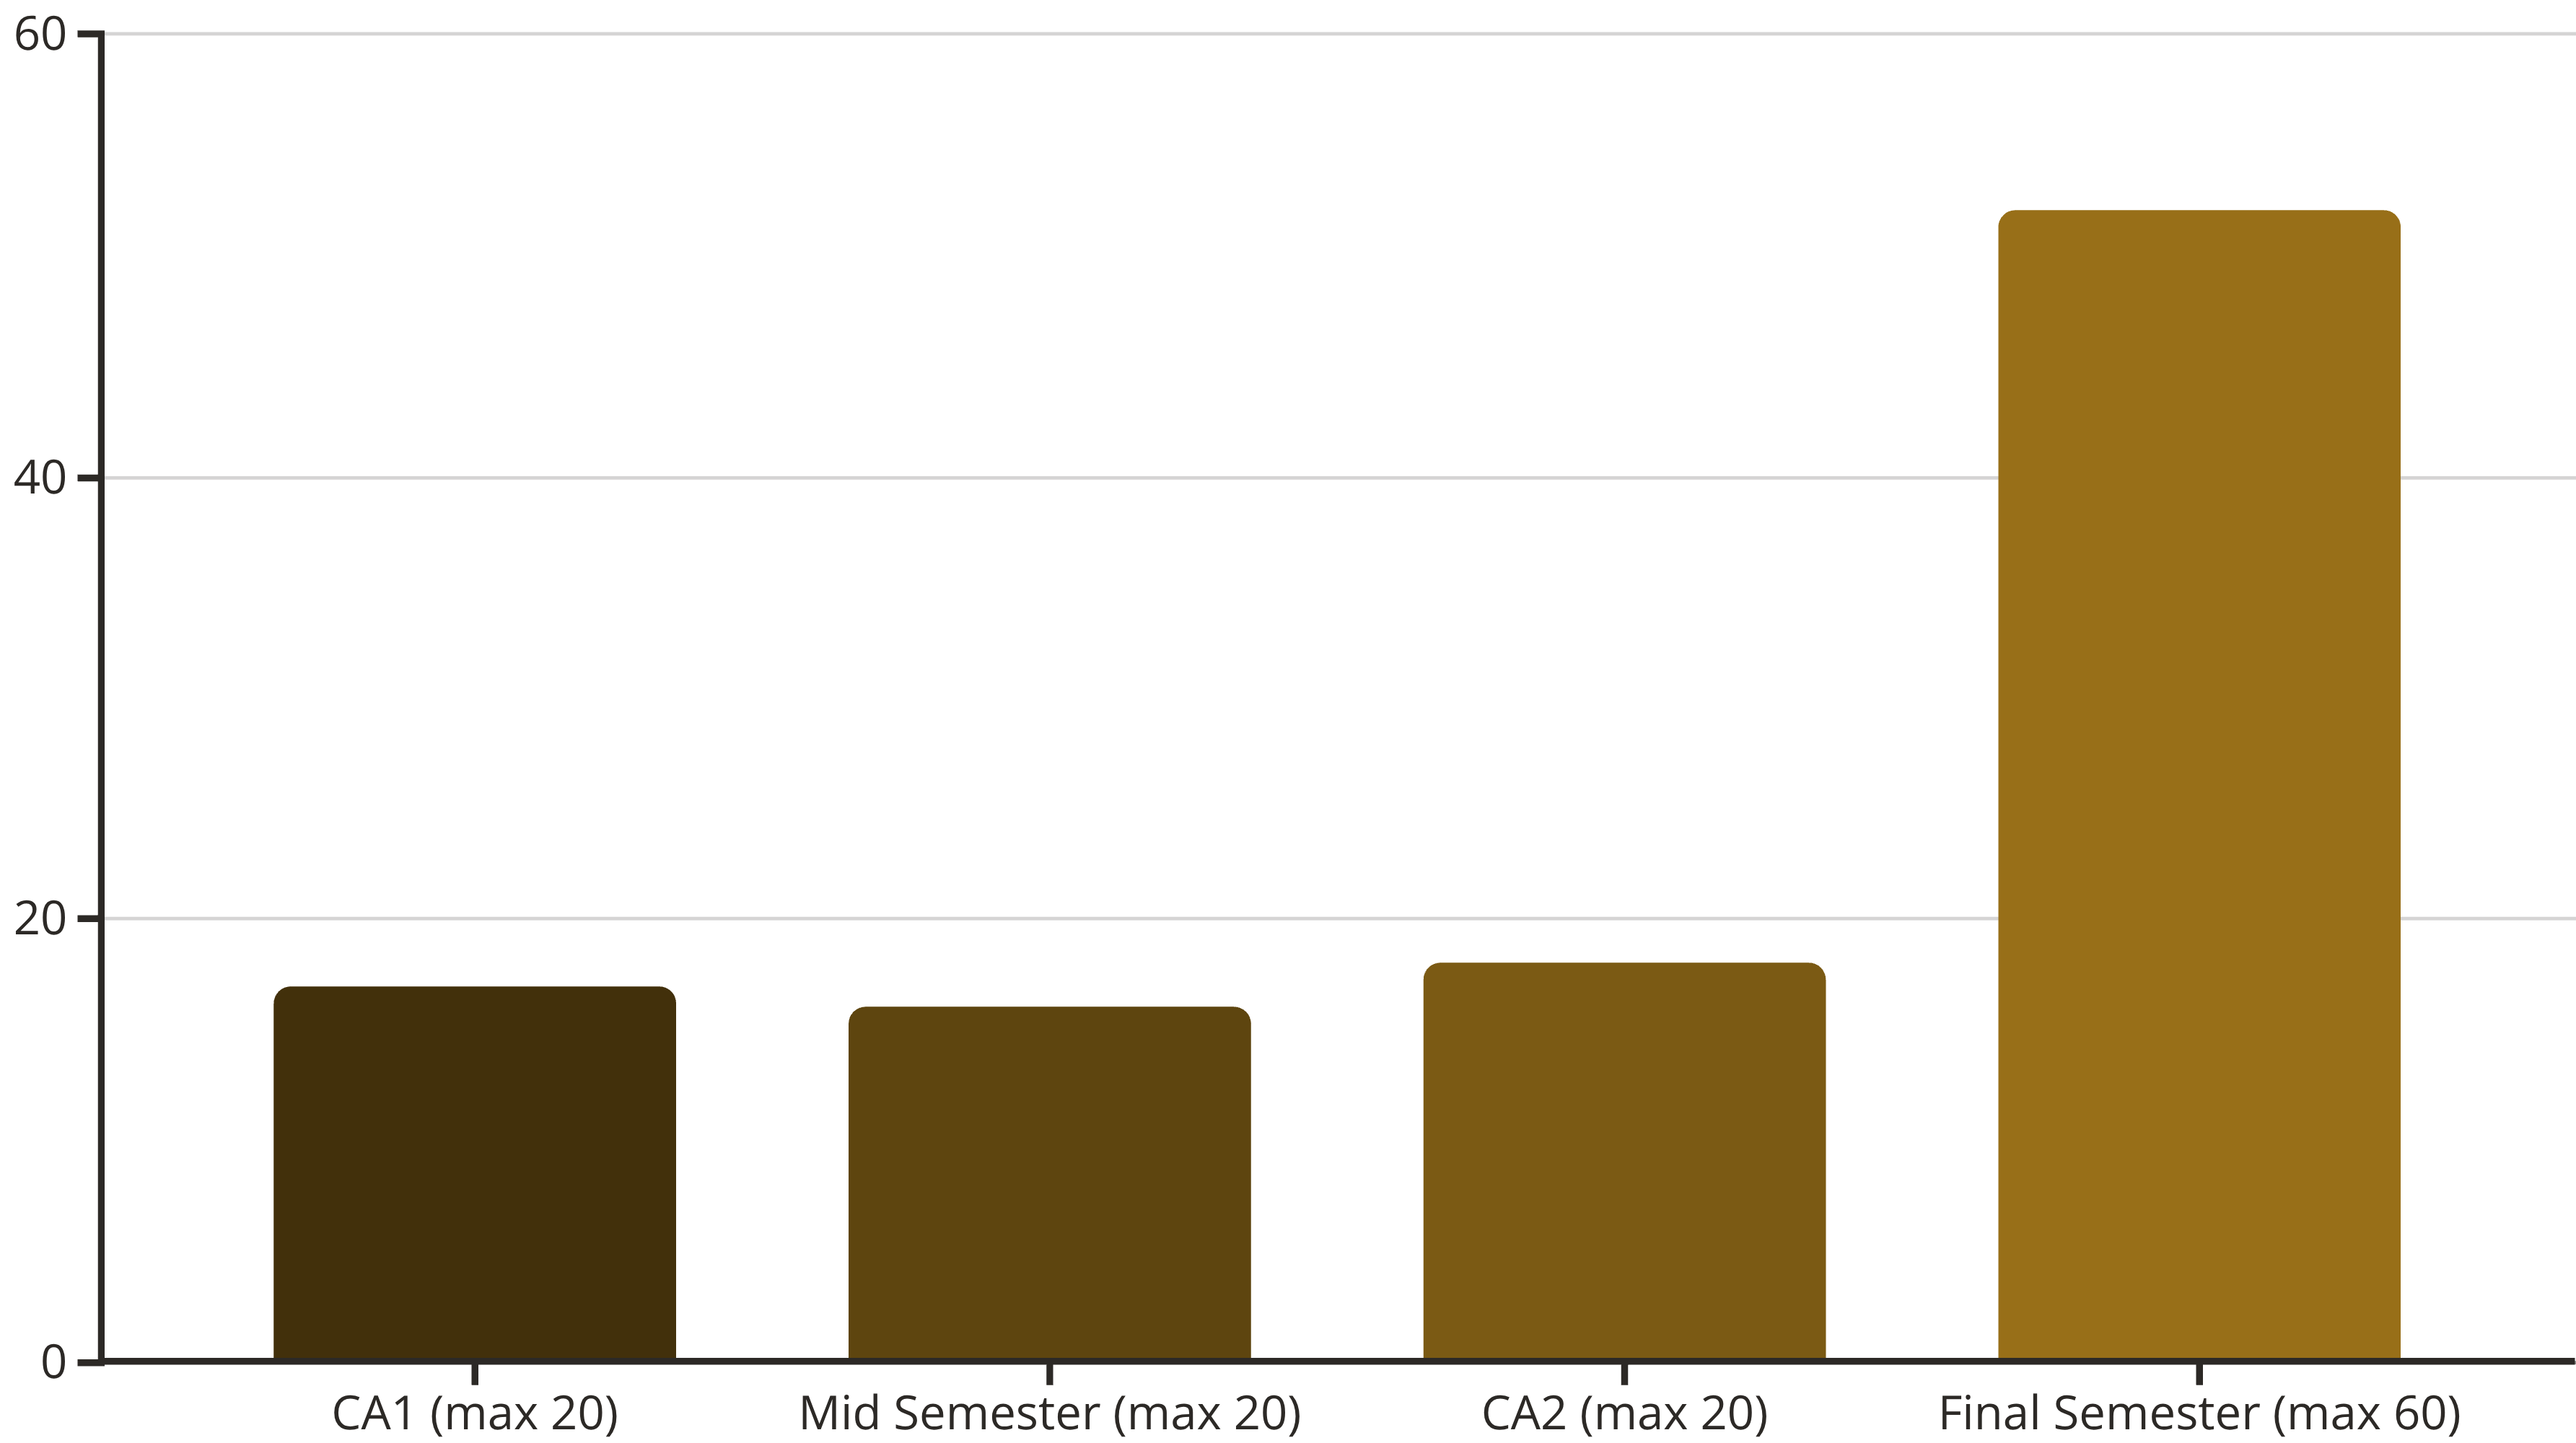 60
40
20
0
CA1 (max 20)
Mid Semester (max 20)
CA2 (max 20)
Final Semester (max 60)